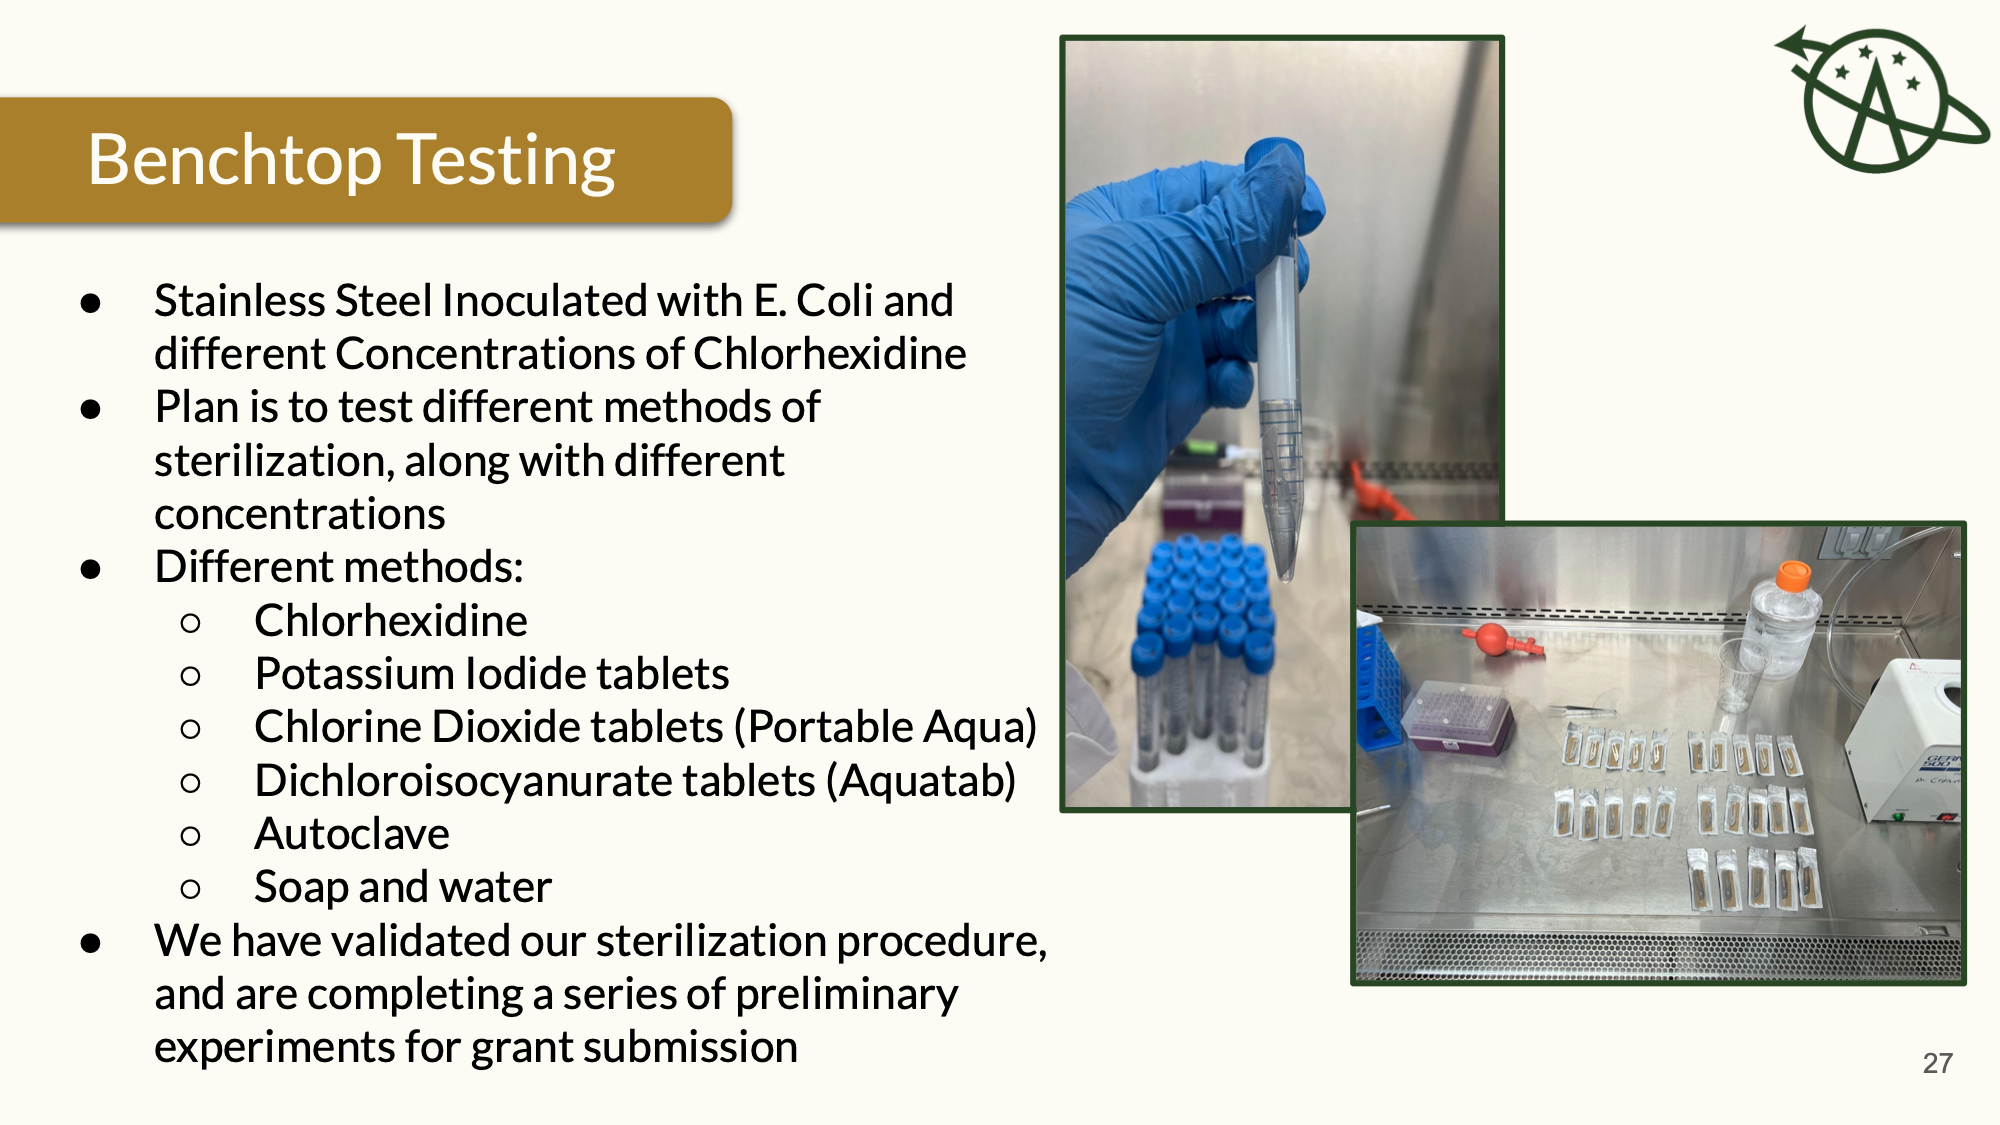 Benchtop Testing
● Stainless Steel Inoculated with E. Coli and
different Concentrations of Chlorhexidine
● Plan is to test different methods of
sterilization, along with different
concentrations
● Different methods:
○ Chlorhexidine
○ Potassium Iodide tablets
○ Chlorine Dioxide tablets (Portable Aqua)
○ Dichloroisocyanurate tablets (Aquatab)
○ Autoclave
○ Soap and water
● We have validated our sterilization procedure,
and are completing a series of preliminary
experiments for grant submission
27